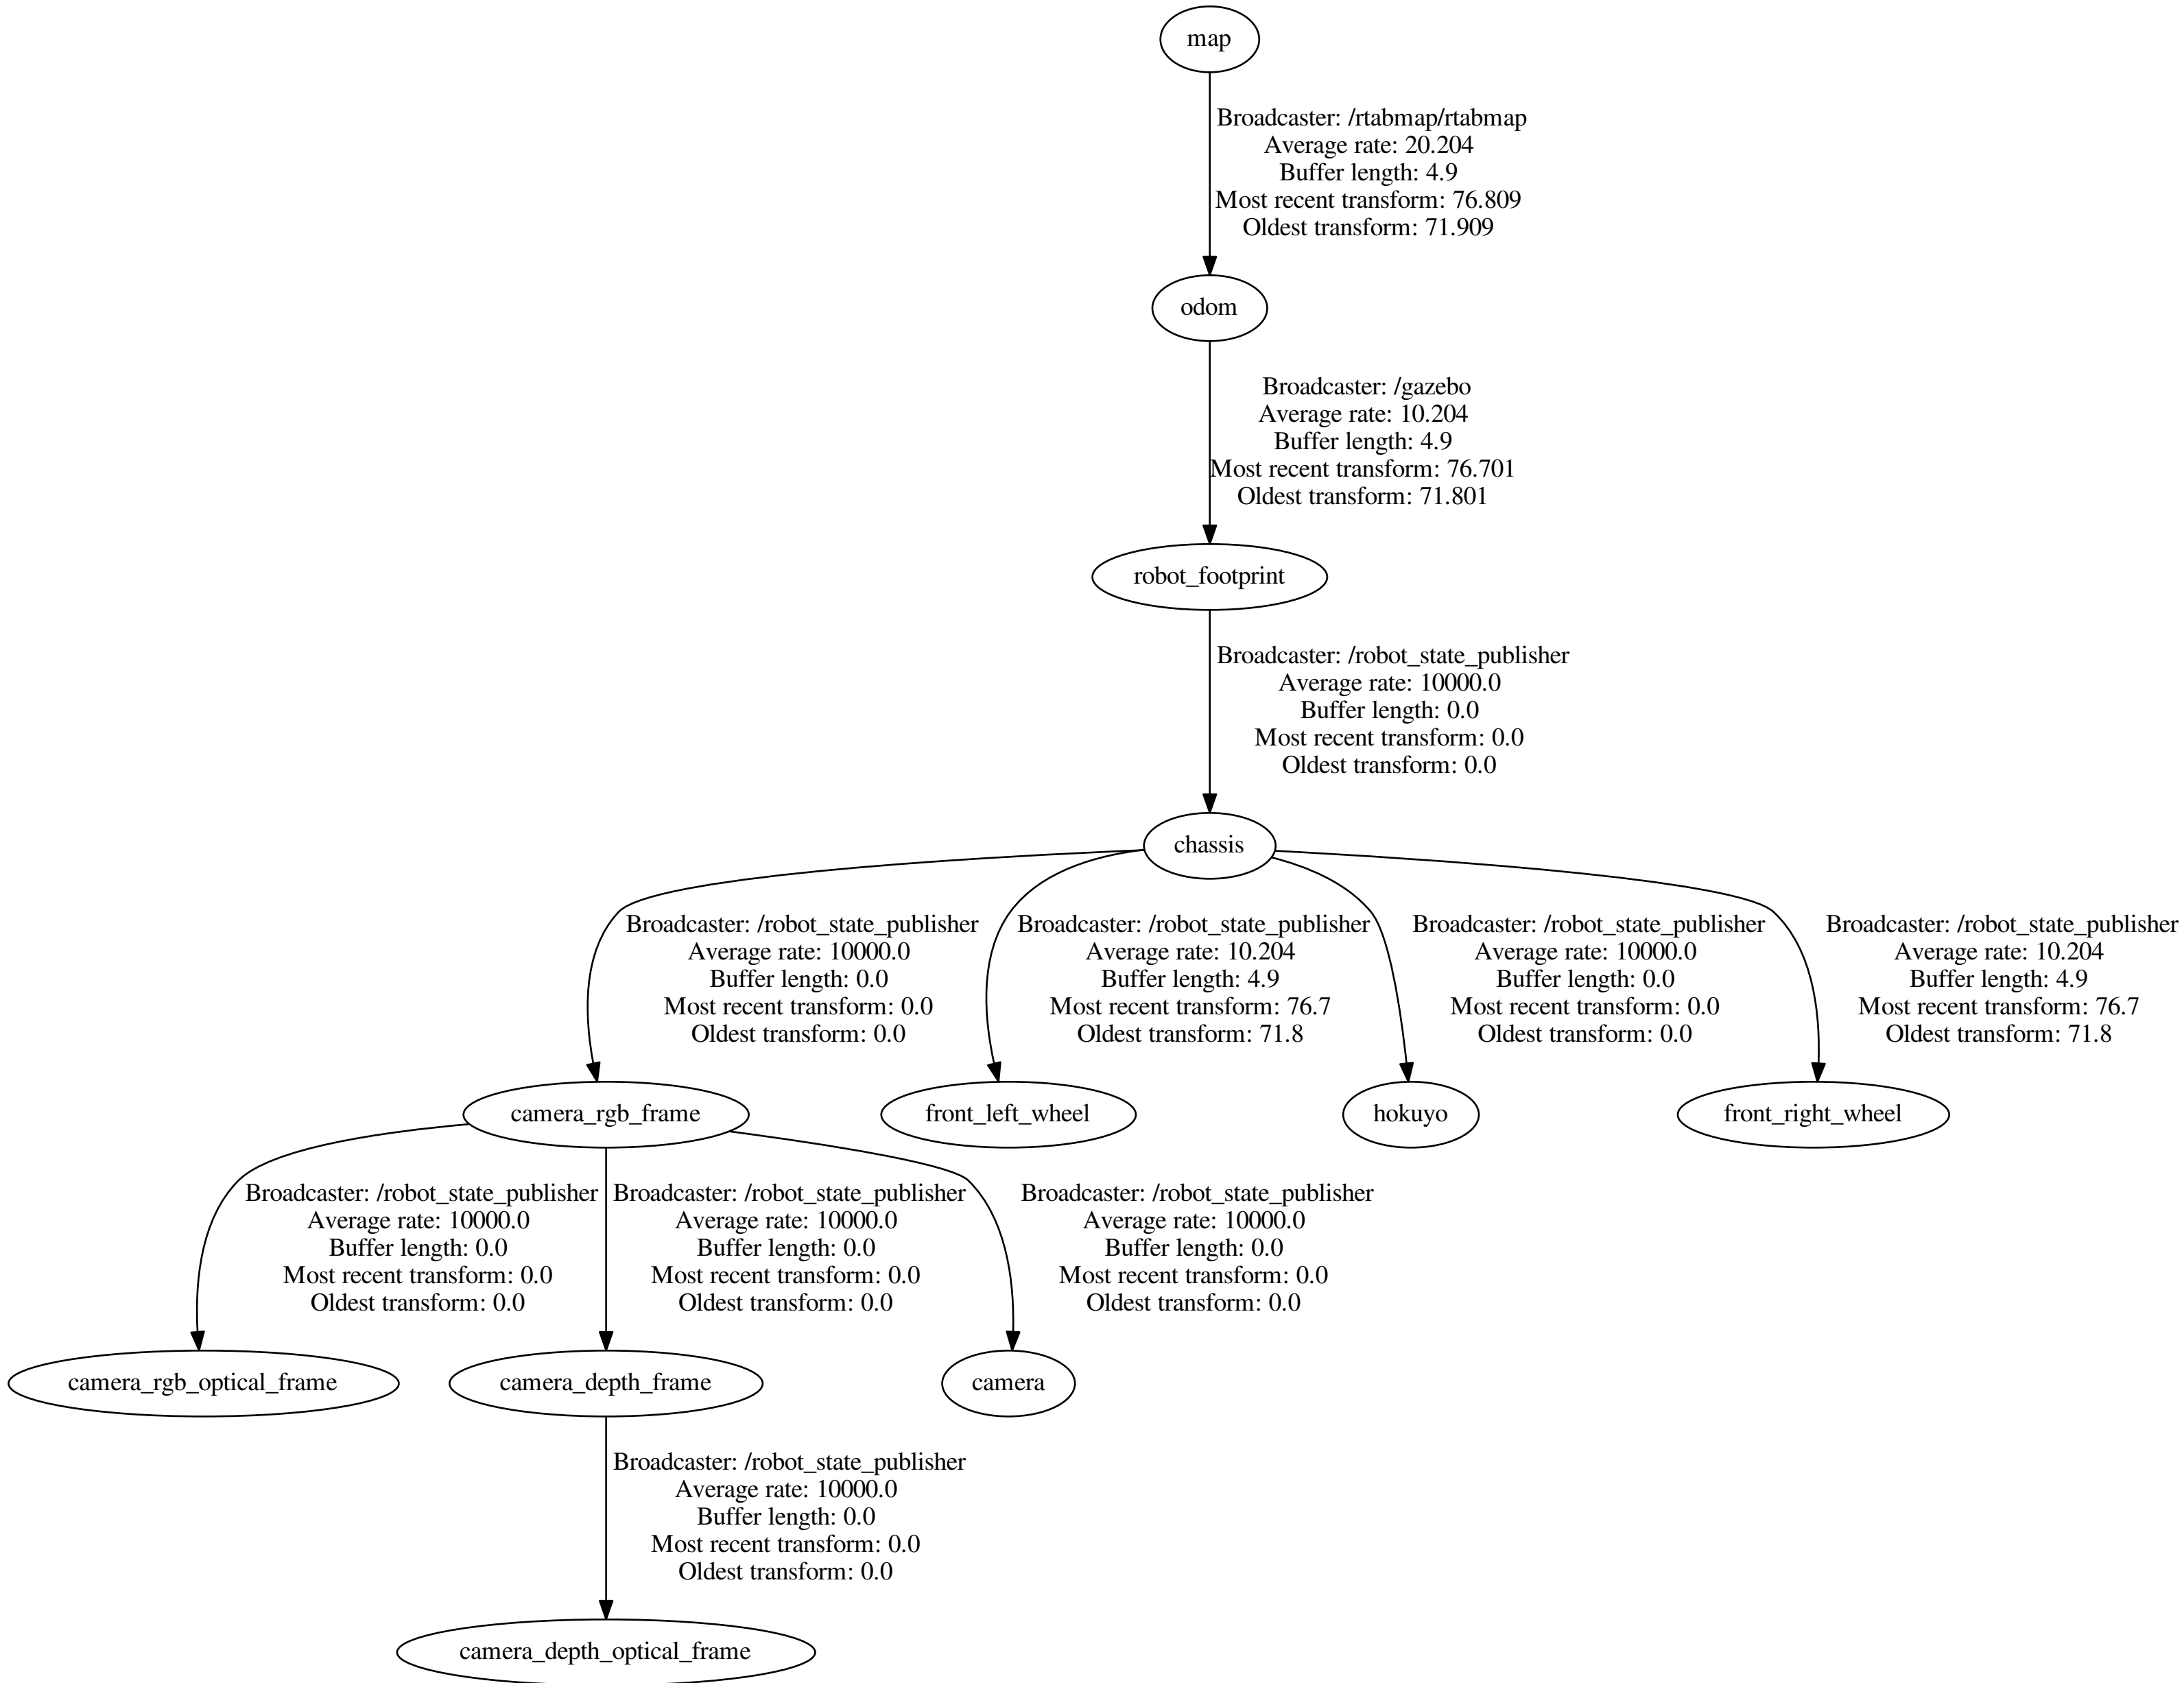 map
Broadcaster: /rtabmap/rtabmap
Average rate: 20.204
Buffer length: 4.9
Most recent transform: 76.809
Oldest transform: 71.909
odom
Broadcaster: /gazebo
Average rate: 10.204
Buffer length: 4.9
Most recent transform: 76.701
Oldest transform: 71.801
robot_footprint
Broadcaster: /robot_state_publisher
Average rate: 10000.0
Buffer length: 0.0
Most recent transform: 0.0
Oldest transform: 0.0
chassis
Broadcaster: /robot_state_publisher
Average rate: 10000.0
Buffer length: 0.0
Most recent transform: 0.0
Oldest transform: 0.0
Broadcaster: /robot_state_publisher
Average rate: 10.204
Buffer length: 4.9
Most recent transform: 76.7
Oldest transform: 71.8
Broadcaster: /robot_state_publisher
Average rate: 10000.0
Buffer length: 0.0
Most recent transform: 0.0
Oldest transform: 0.0
Broadcaster: /robot_state_publisher
Average rate: 10.204
Buffer length: 4.9
Most recent transform: 76.7
Oldest transform: 71.8
camera_rgb_frame
front_left_wheel
hokuyo
front_right_wheel
Broadcaster: /robot_state_publisher
Average rate: 10000.0
Buffer length: 0.0
Most recent transform: 0.0
Oldest transform: 0.0
Broadcaster: /robot_state_publisher
Average rate: 10000.0
Buffer length: 0.0
Most recent transform: 0.0
Oldest transform: 0.0
Broadcaster: /robot_state_publisher
Average rate: 10000.0
Buffer length: 0.0
Most recent transform: 0.0
Oldest transform: 0.0
camera_rgb_optical_frame
camera_depth_frame
camera
Broadcaster: /robot_state_publisher
Average rate: 10000.0
Buffer length: 0.0
Most recent transform: 0.0
Oldest transform: 0.0
camera_depth_optical_frame